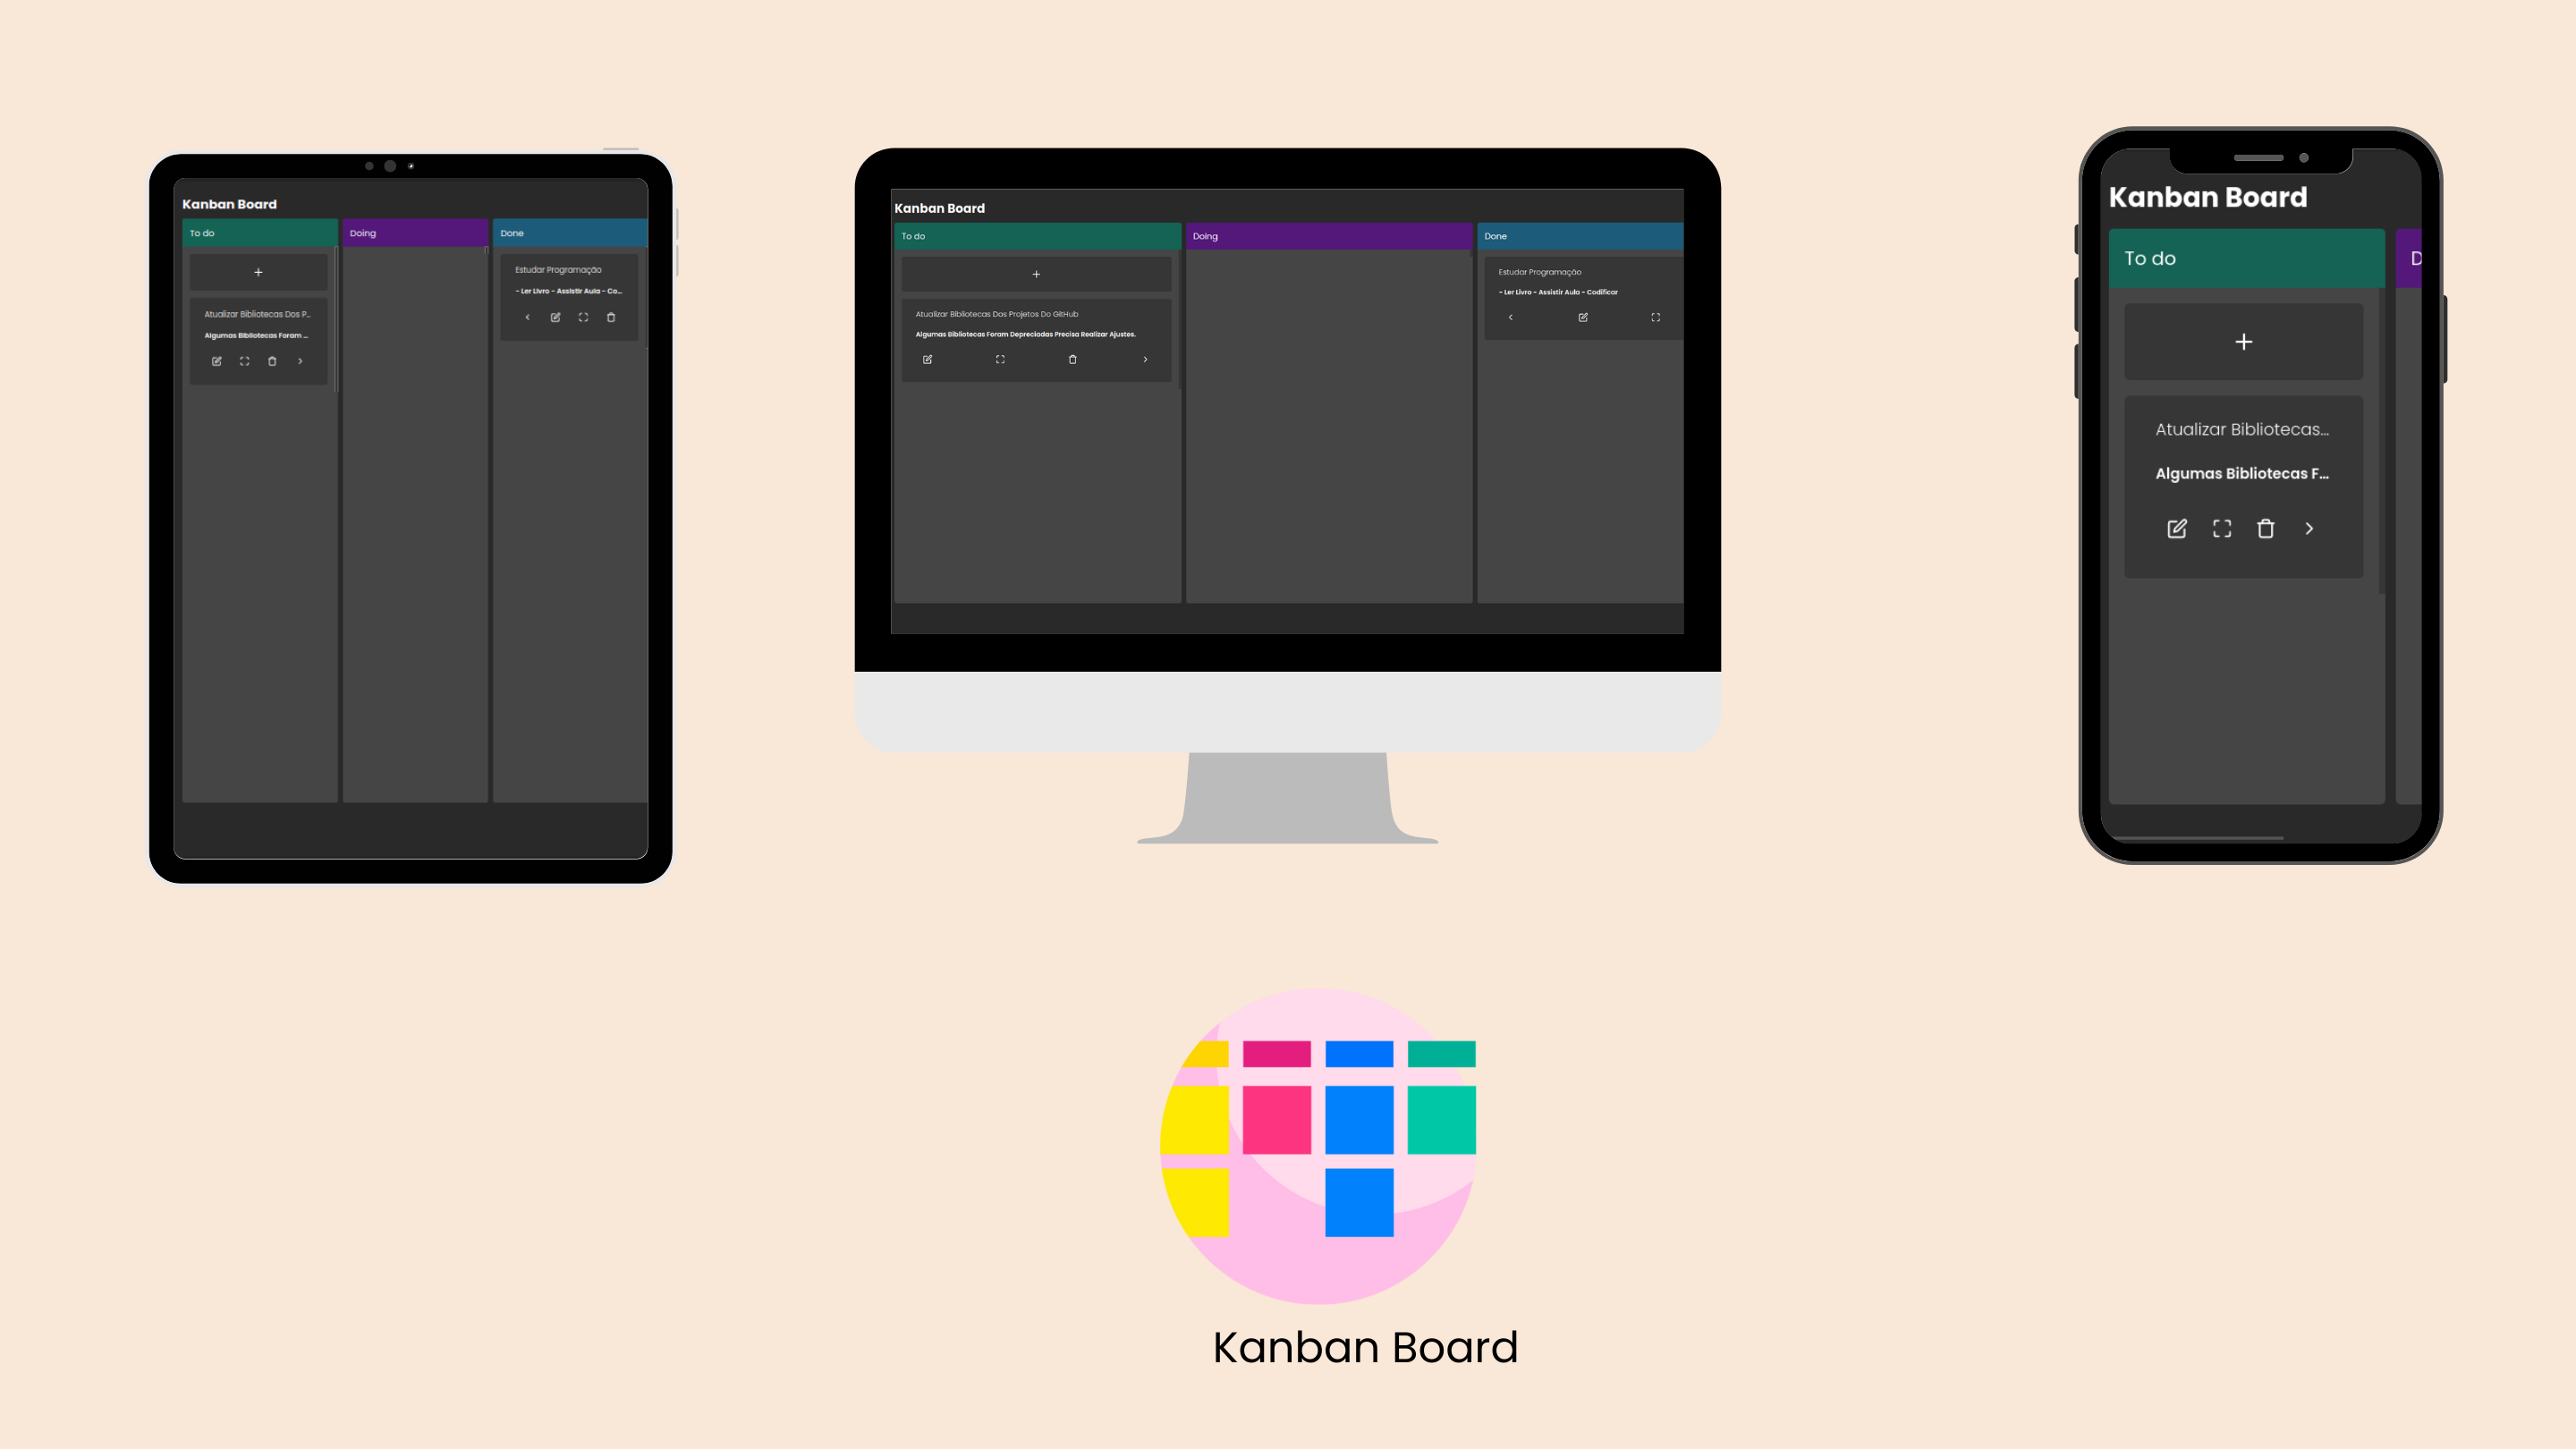 Kanban Board
To do
Doing
Done
+
Atualizar Bibliotecas Dos P...
Algumas Bibliotecas Foram ...
Estudar Programação
- Ler Livro - Assistir Aula - Co...
Kanban Board
To do
Doing
Done
+
Atualizar Bibliotecas Dos Projetos Do GitHub
Algumas Bibliotecas Foram Depreciadas Precisa Realizar Ajustes.
Estudar Programação
- Ler Livro - Assistir Aula - Codificar
Kanban Board
To do
D
+
Atualizar Bibliotecas...
Algumas Bibliotecas F...
Kanban Board